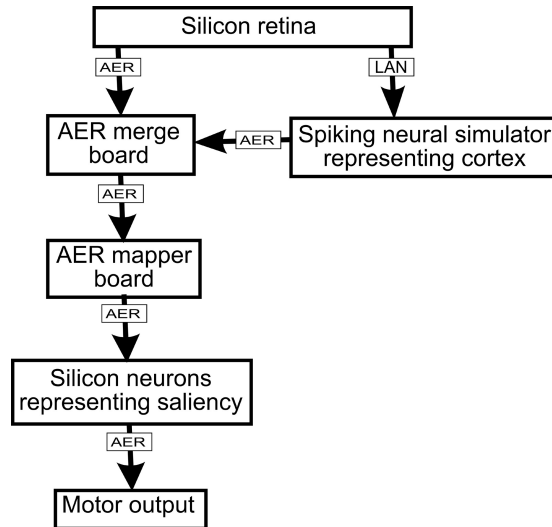 Silicon retina
AER
LAN
AER merge
board
AER
Spiking neural simulator
representing cortex
AER
AER mapper
board
AER
Silicon neurons
representing saliency
AER
Motor output